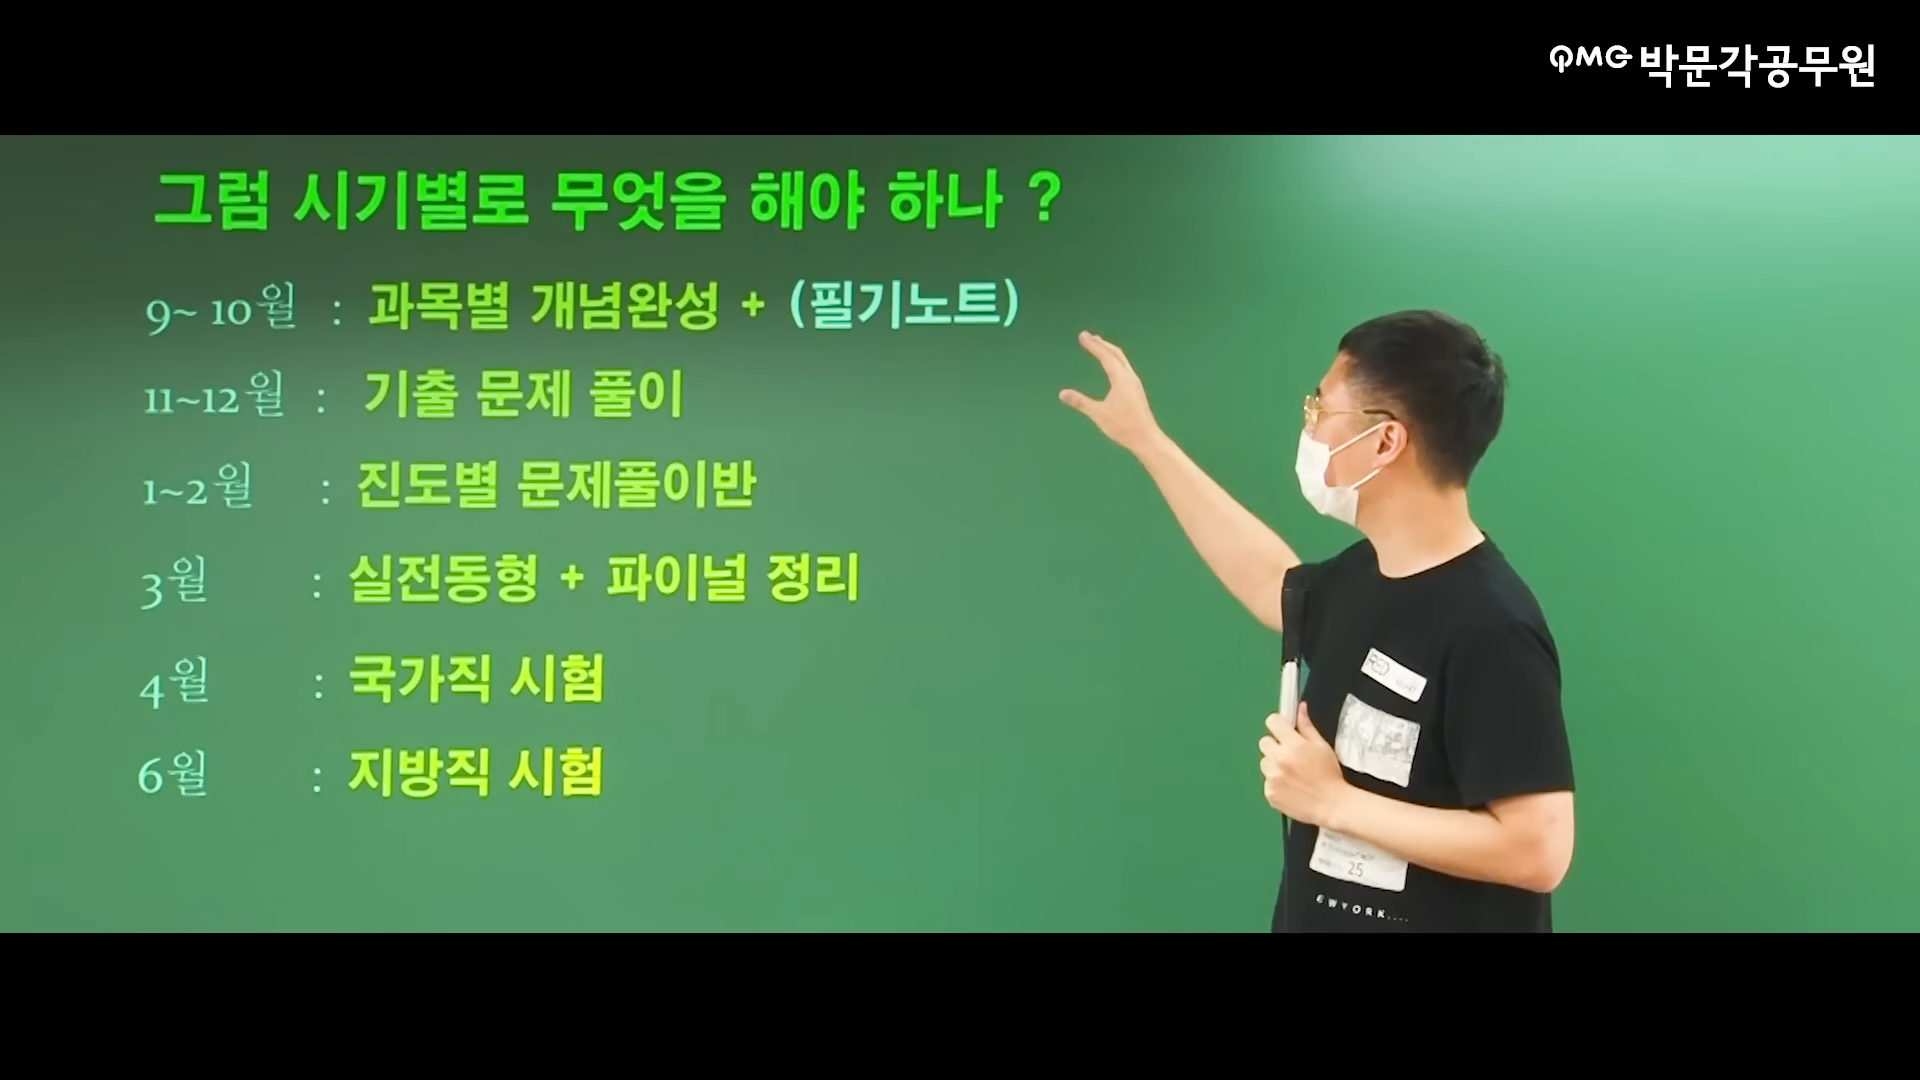 PMG 박문각공무원
그럼 시기별로 무엇을 해야 하나 ?
9~ 10월 : 과목별 개념완성 + (필기노트)
11~12월 : 기출 문제 풀이
1~2월 : 진도별 문제풀이반
3월 : 실전동형 + 파이널 정리
4월 : 국가직 시험
6월 : 지방직 시험
RED
25
EWYORK....